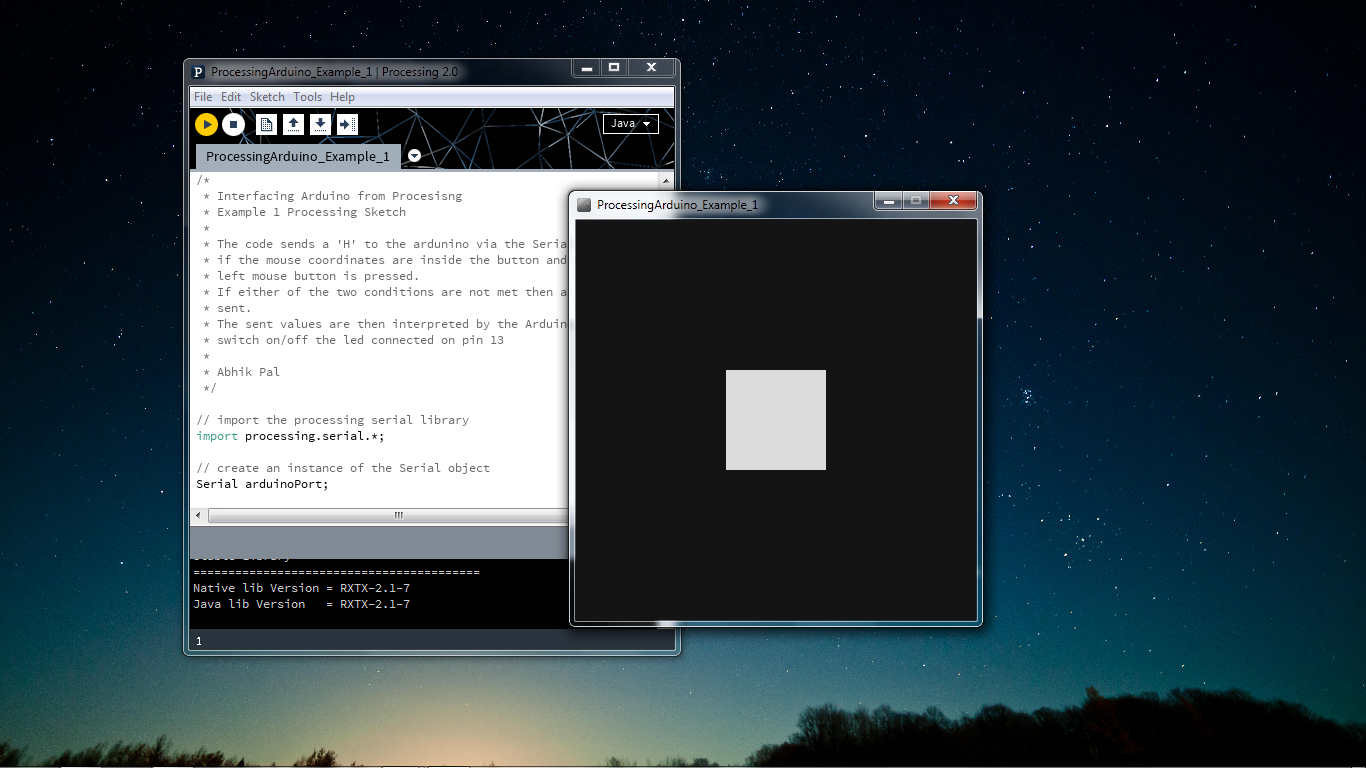 ProcessingArduino_Example_1 | Processing 2.0
File Edit Sketch Tools Help
Java
ProcessingArduino_Example_1
/*
* Interfacing Arduino from Procesisng
* Example 1 Processing Sketch
*
* The code sends a 'H' to the ardunino via the Seria
* if the mouse coordinates are inside the button and
* left mouse button is pressed.
* If either of the two conditions are not met then a
* sent.
* The sent values are then interpreted by the Arduin
* switch on/off the led connected on pin 13
*
* Abhik Pal
*/
// import the processing serial library
import processing.serial.*;
// create an instance of the Serial object
Serial arduinoPort;
=========================================
Native lib Version = RXTX-2.1-7
Java lib Version   = RXTX-2.1-7
1
ProcessingArduino_Example_1